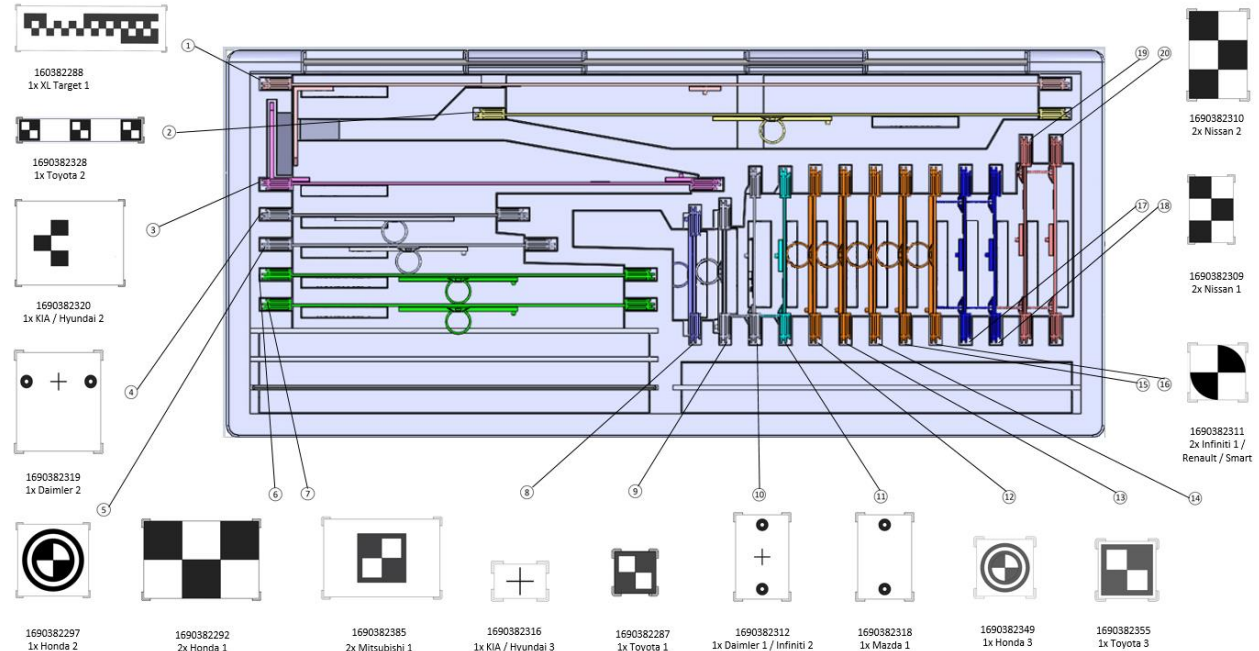 160382288
1x XL Target 1
1690382328
1x Toyota 2
1690382320
1x KIA / Hyundai 2
1690382319
1x Daimler 2
1
2
3
4
5
6
7
8
9
10
11
12
13
14
15
16
17
18
19
20
1690382310
2x Nissan 2
1690382309
2x Nissan 1
1690382311
2x Infiniti 1 /
Renault / Smart
1690382297
1x Honda 2
1690382292
2x Honda 1
1690382385
2x Mitsubishi 1
1690382316
1x KIA / Hyundai 3
1690382287
1x Toyota 1
1690382312
1x Daimler 1 / Infiniti 2
1690382318
1x Mazda 1
1690382349
1x Honda 3
1690382355
1x Toyota 3